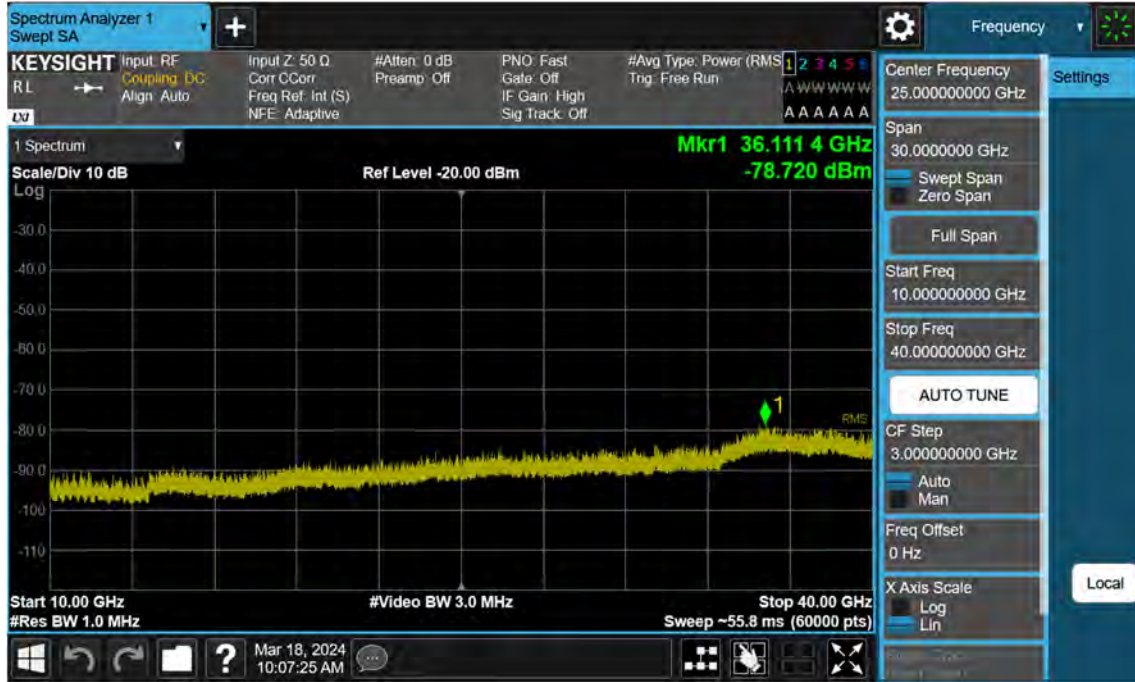 Spectrum Analyzer 1
Swept SA
+
Frequency
KEYSIGHT
RL
LXI
Input: RF
Coupling: DC
Align: Auto
Input Z: 50 Ω
Corr CCorr
Freq Ref: Int (S)
NFE: Adaptive
#Atten: 0 dB
Preamp: Off
PNO: Fast
Gate: Off
IF Gain: High
Sig Track: Off
#Avg Type: Power (RMS
Trig: Free Run
1 2 3 4 5 6
A W W W W W
A A A A A A
Center Frequency
25.000000000 GHz
Settings
1 Spectrum
Mkr1 36.111 4 GHz
-78.720 dBm
Scale/Div 10 dB
Ref Level -20.00 dBm
Log
-30.0
-40.0
-50.0
-60.0
-70.0
-80.0
-90.0
-100
-110
1
RMS
Start 10.00 GHz
#Video BW 3.0 MHz
Stop 40.00 GHz
#Res BW 1.0 MHz
Sweep ~55.8 ms (60000 pts)
Span
30.0000000 GHz
Swept Span
Zero Span
Full Span
Start Freq
10.000000000 GHz
Stop Freq
40.000000000 GHz
AUTO TUNE
CF Step
3.000000000 GHz
Auto
Man
Freq Offset
0 Hz
X Axis Scale
Log
Lin
Local
?
Mar 18, 2024
10:07:25 AM